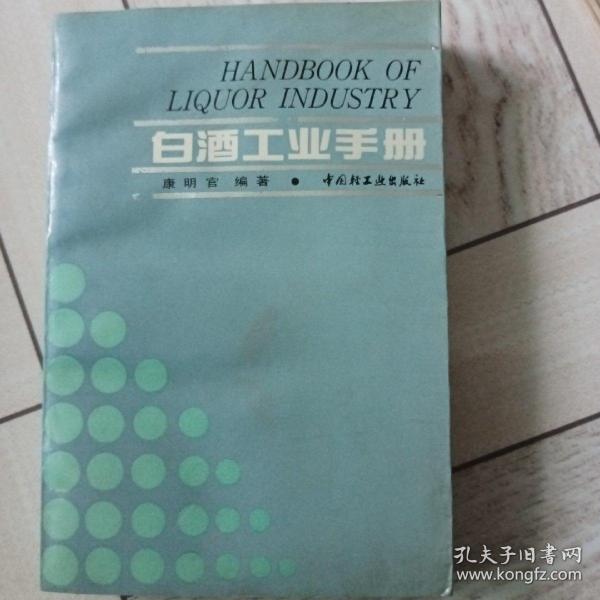 HANDBOOK OF
LIQUOR INDUSTRY
白酒工业手册
康明官 编著 • 中国轻工业出版社
孔夫子旧书网
www.kongfz.com